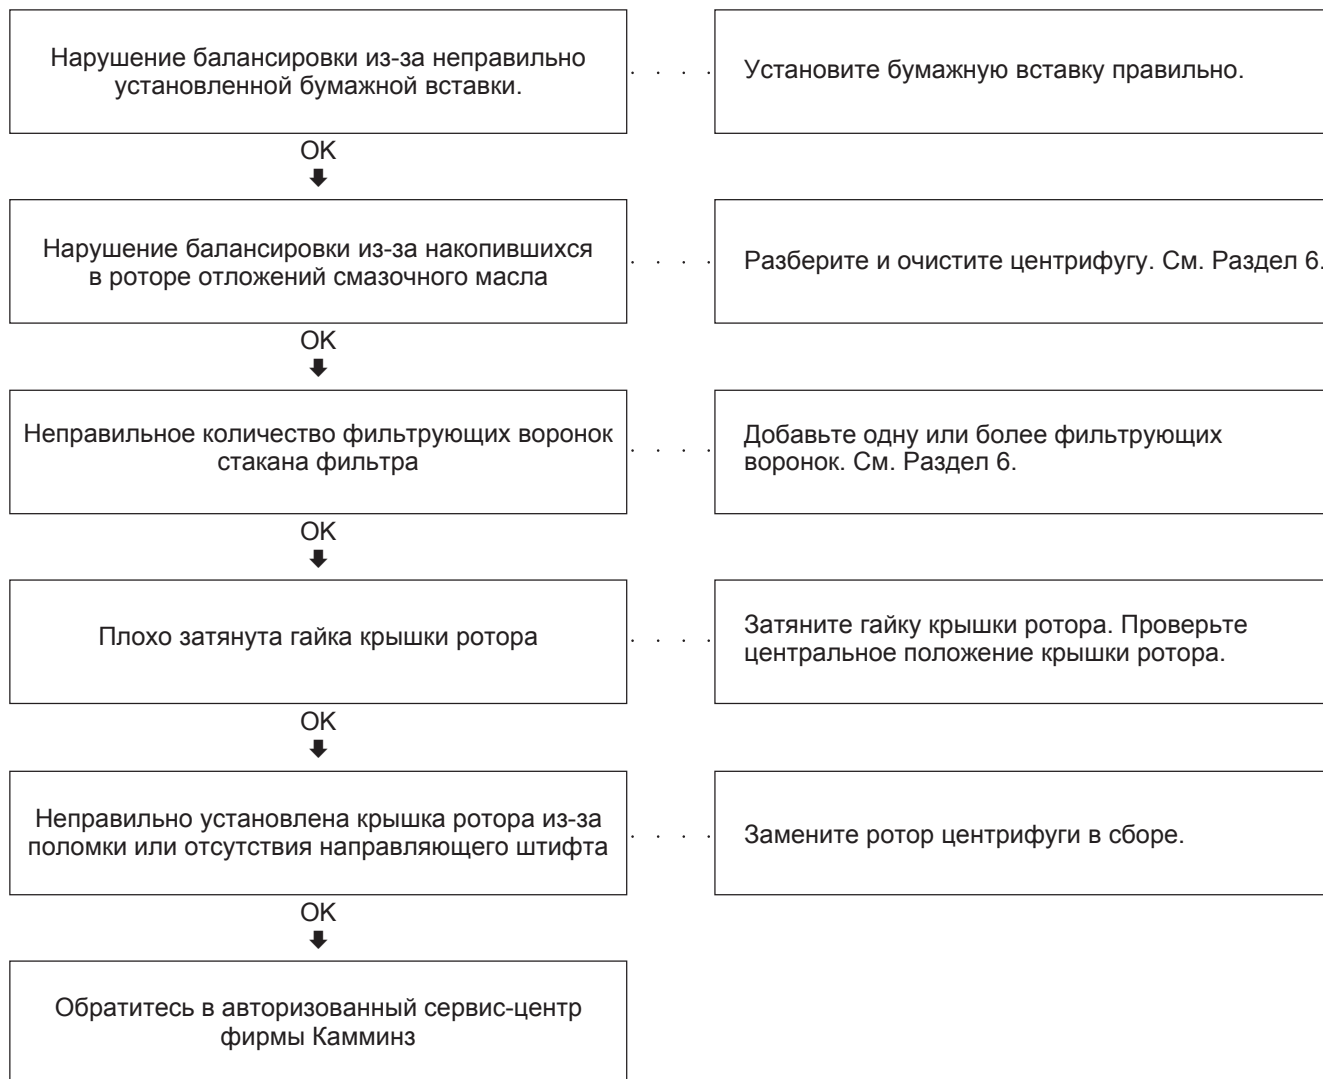 Нарушение балансировки из-за неправильно
установленной бумажной вставки.
Установите бумажную вставку правильно.
OK
Нарушение балансировки из-за накопившихся
в роторе отложений смазочного масла
Разберите и очистите центрифугу. См. Раздел 6.
OK
Неправильное количество фильтрующих воронок
стакана фильтра
Добавьте одну или более фильтрующих
воронок. См. Раздел 6.
OK
Плохо затянута гайка крышки ротора
Затяните гайку крышки ротора. Проверьте
центральное положение крышки ротора.
OK
Неправильно установлена крышка ротора из-за
поломки или отсутствия направляющего штифта
Замените ротор центрифуги в сборе.
OK
Обратитесь в авторизованный сервис-центр
фирмы Камминз